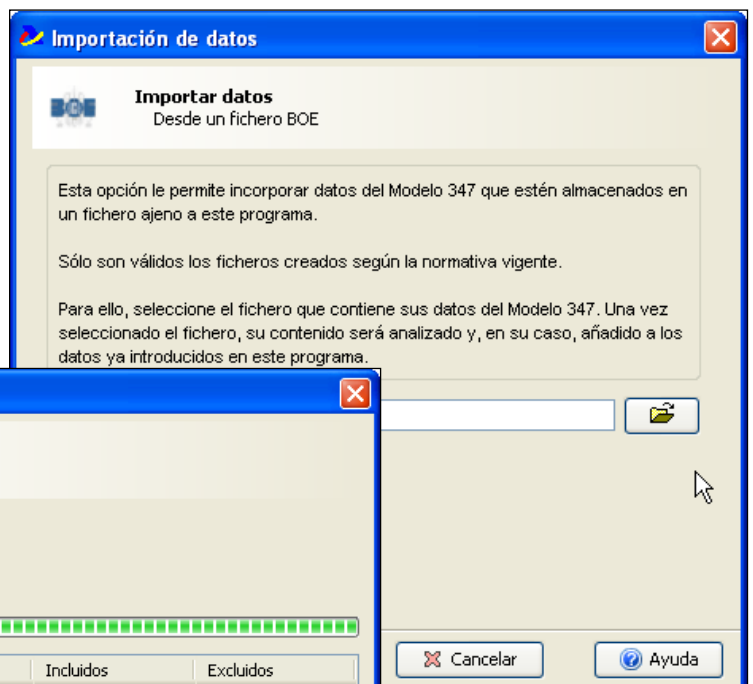 Importación de datos
BOE
Importar datos
Desde un fichero BOE
Esta opción le permite incorporar datos del Modelo 347 que estén almacenados en
un fichero ajeno a este programa.
Sólo son válidos los ficheros creados según la normativa vigente.
Para ello, seleccione el fichero que contiene sus datos del Modelo 347. Una vez
seleccionado el fichero, su contenido será analizado y, en su caso, añadido a los
datos ya introducidos en este programa.
Cancelar
Ayuda
Incluidos
Excluidos